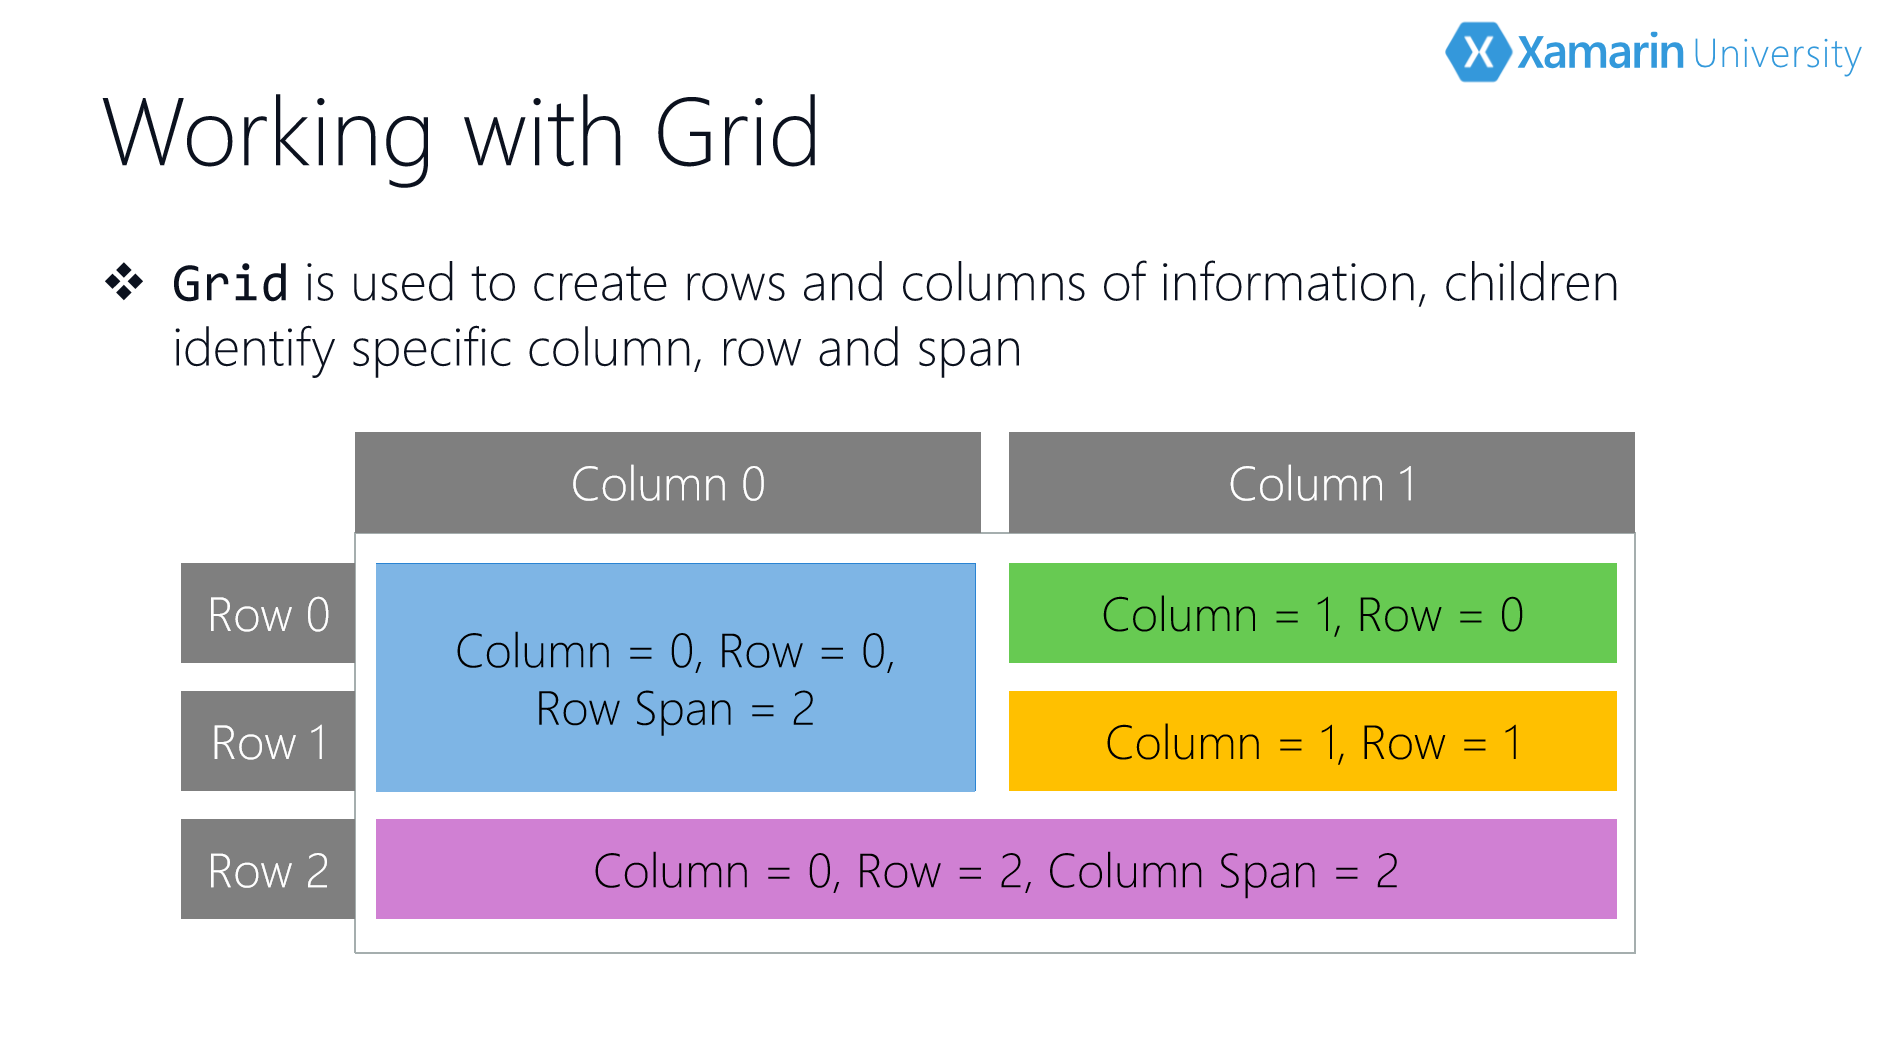 Xamarin University
Working with Grid
Grid is used to create rows and columns of information, children
identify specific column, row and span
Column 0
Column 1
Row 0
Column = 0, Row = 0,
Row Span = 2
Column = 1, Row = 0
Row 1
Column = 1, Row = 1
Row 2
Column = 0, Row = 2, Column Span = 2